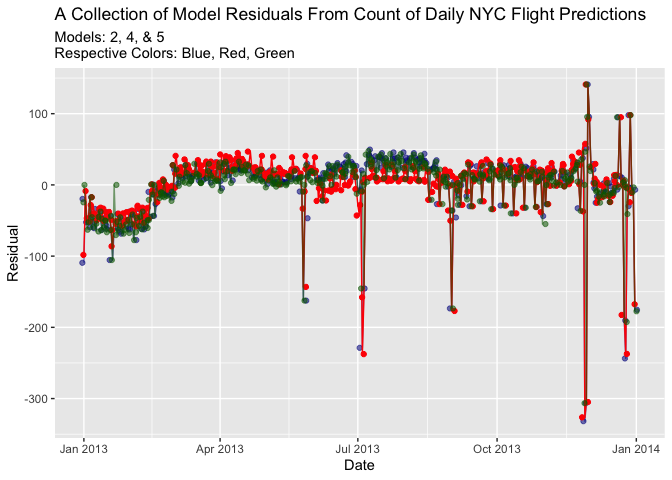 A Collection of Model Residuals From Count of Daily NYC Flight Predictions
Models: 2, 4, & 5
Respective Colors: Blue, Red, Green
100
0
-100
-200
-300
Residual
Jan 2013
Apr 2013
Jul 2013
Oct 2013
Jan 2014
Date